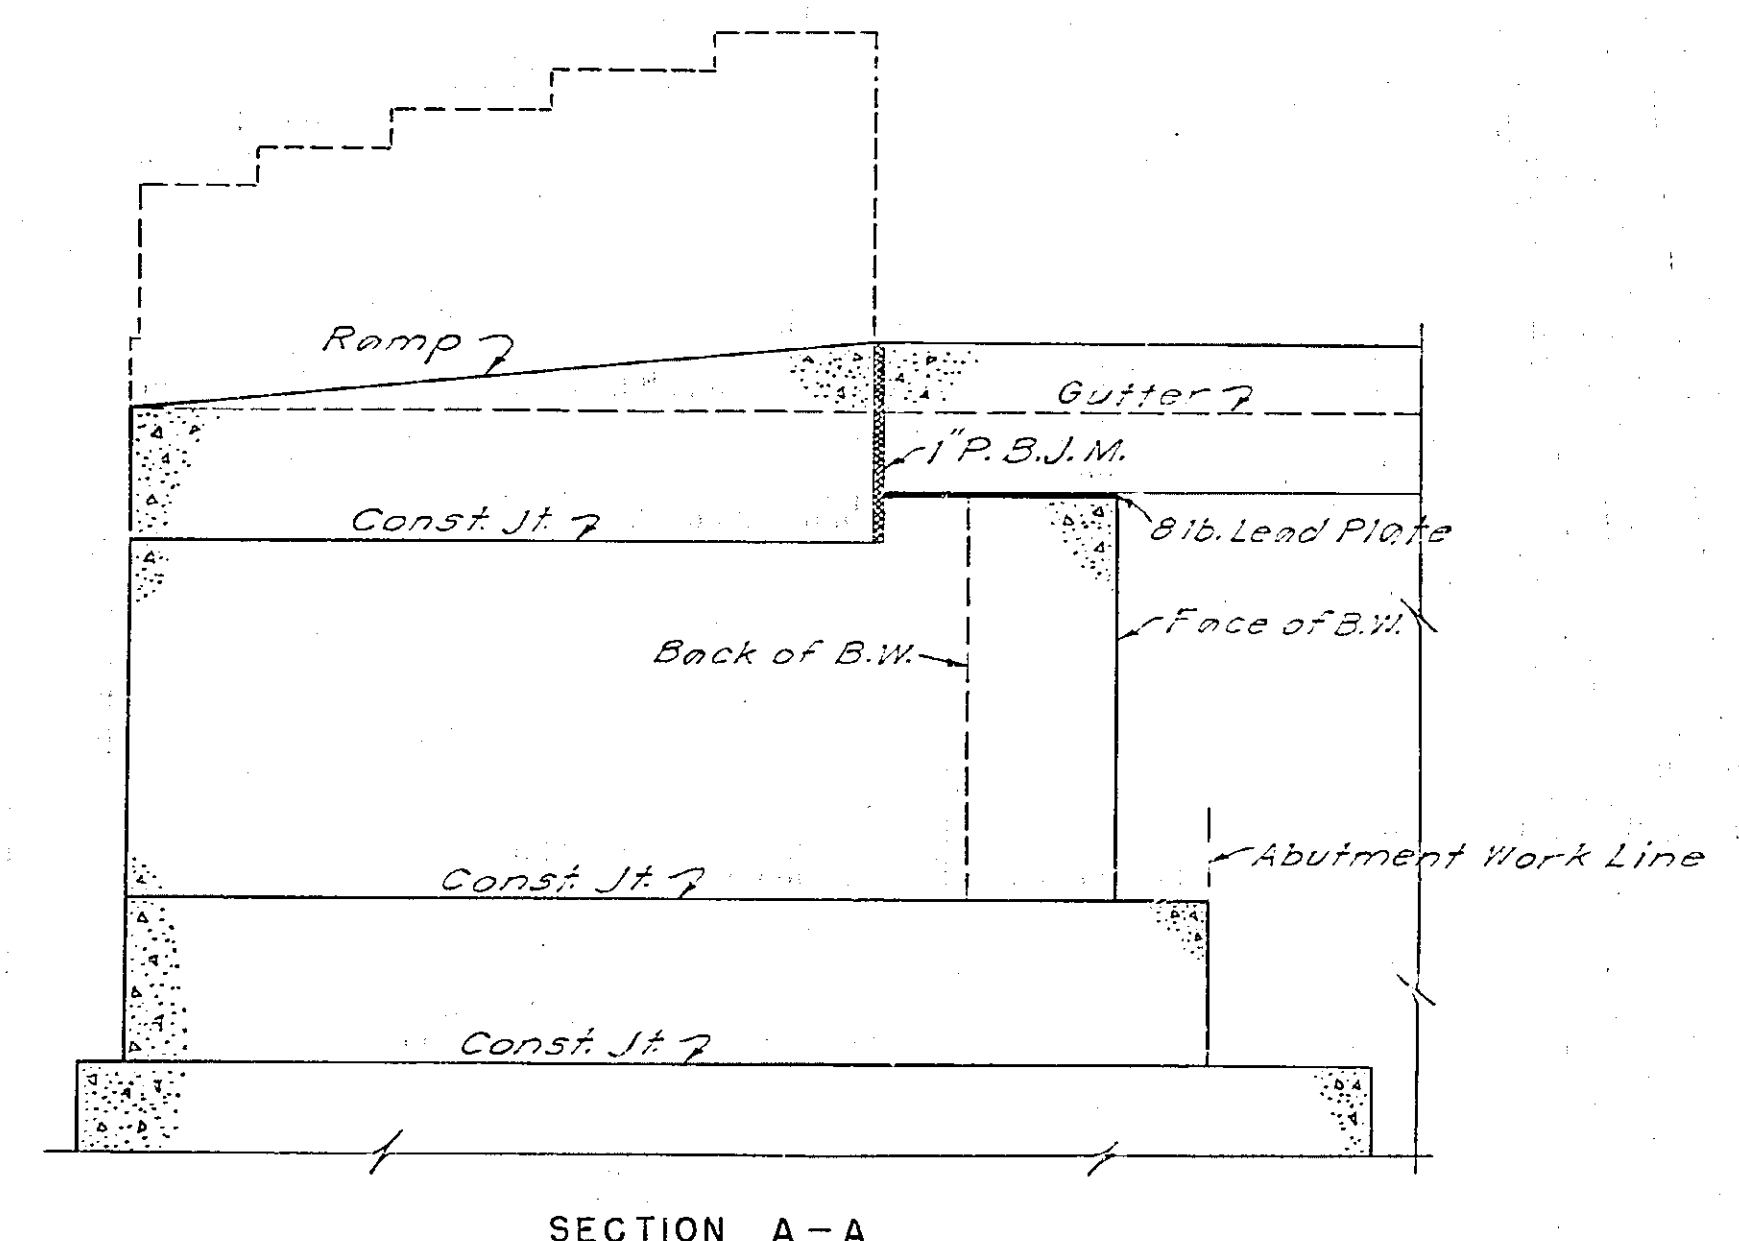 Ramp
Gutter
1" P.B.J.M.
Const. Jt.
8 lb. Lead Plate
Face of B.W.
Back of B.W.
Abutment Work Line
Const. Jt.
Const. Jt.
SECTION A-A